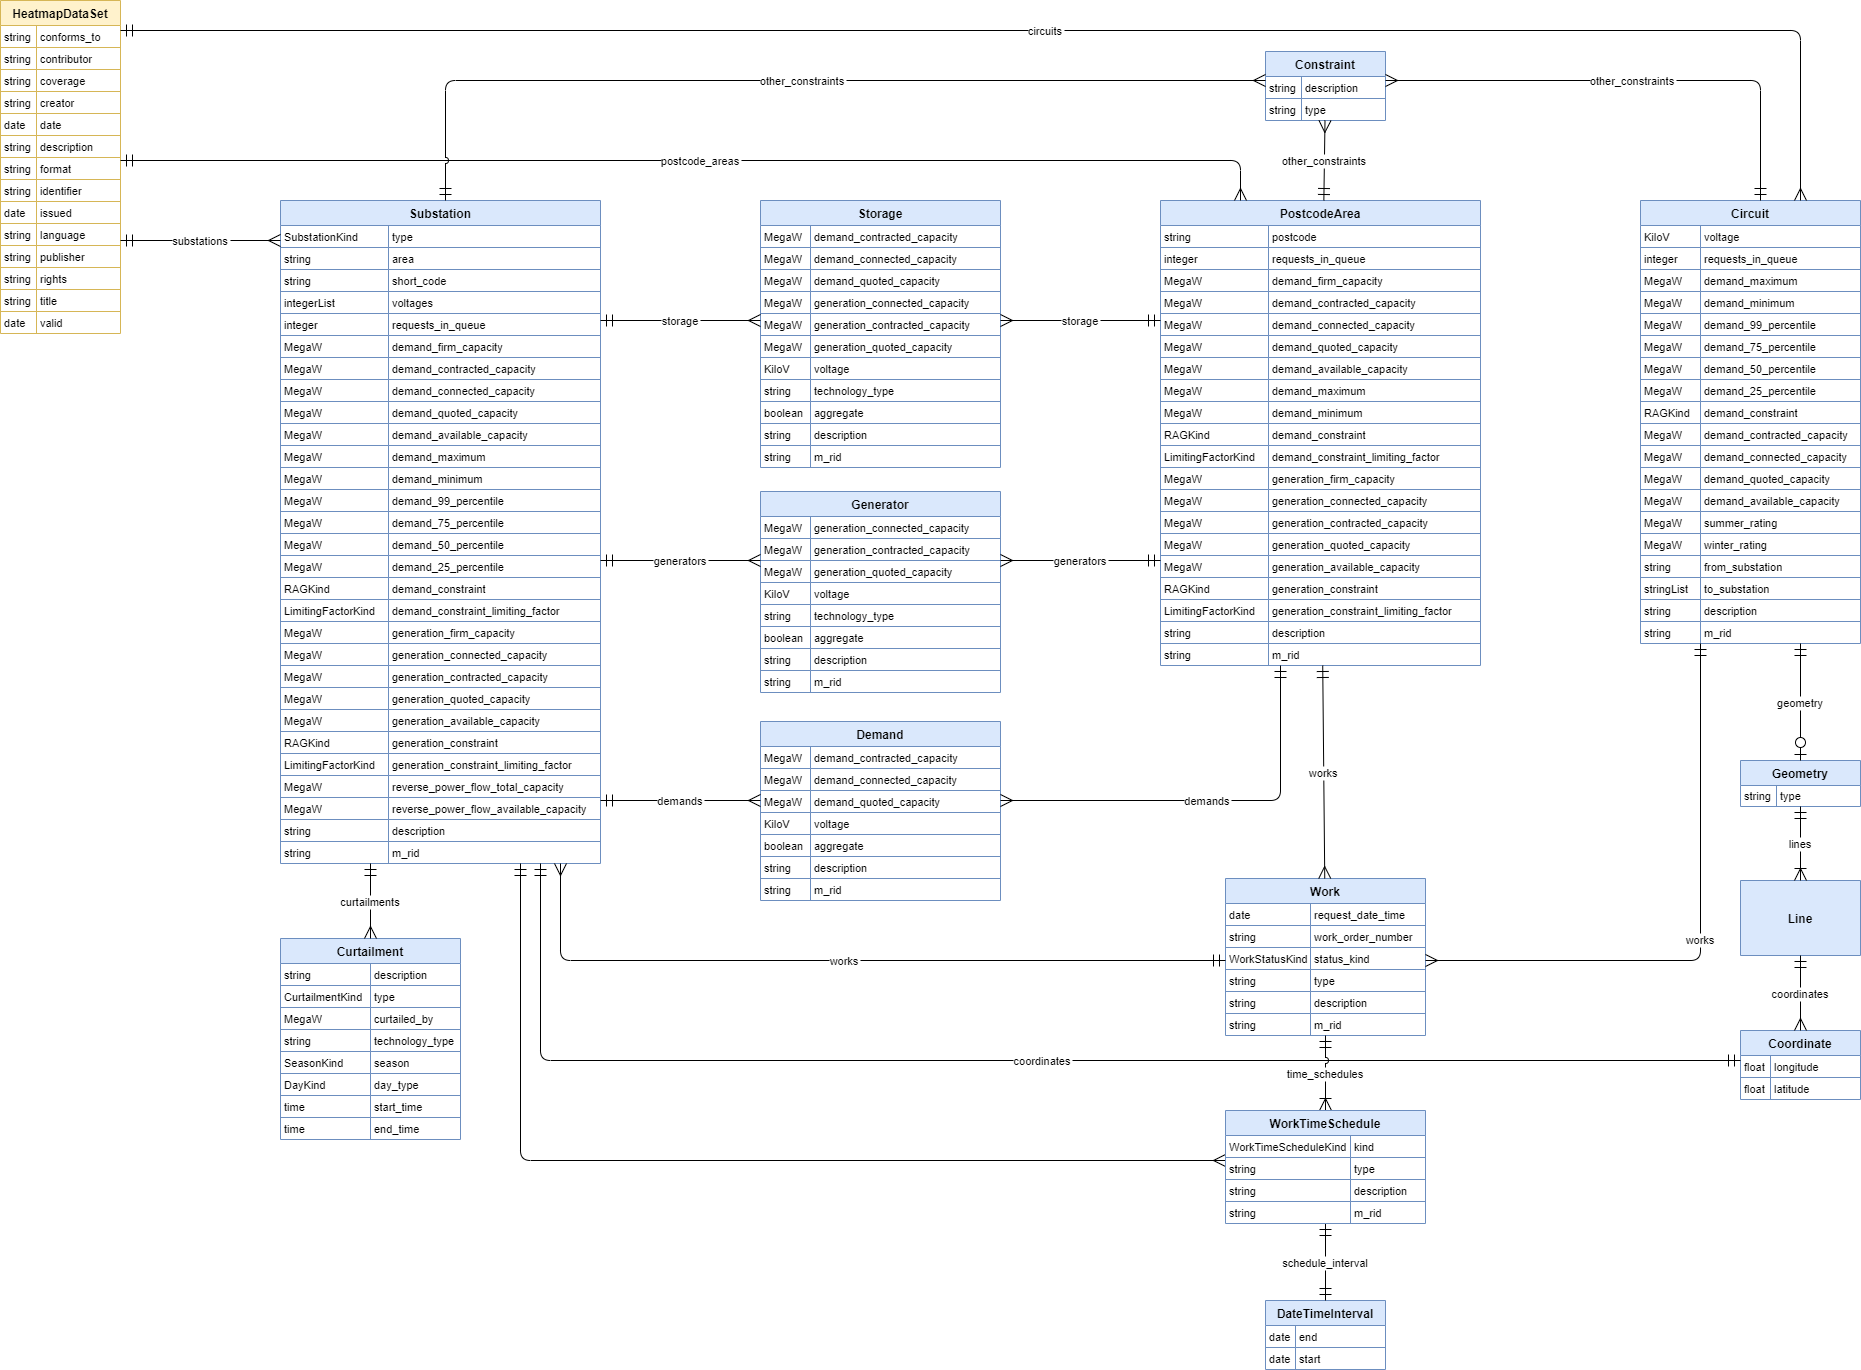 HeatmapDataSet
string conforms_to
string contributor
string coverage
string creator
date date
string description
string format
string identifier
date issued
string language
string publisher
string rights
string title
date valid
circuits
other_constraints
other_constraints
postcode_areas
other_constraints
substations
Constraint
string description
string type
Substation
SubstationKind type
string area
string short_code
integerList voltages
integer requests_in_queue
MegaW demand_firm_capacity
MegaW demand_contracted_capacity
MegaW demand_connected_capacity
MegaW demand_quoted_capacity
MegaW demand_available_capacity
MegaW demand_maximum
MegaW demand_minimum
MegaW demand_99_percentile
MegaW demand_75_percentile
MegaW demand_50_percentile
MegaW demand_25_percentile
RAGKind demand_constraint
LimitingFactorKind demand_constraint_limiting_factor
MegaW generation_firm_capacity
MegaW generation_connected_capacity
MegaW generation_contracted_capacity
MegaW generation_quoted_capacity
MegaW generation_available_capacity
RAGKind generation_constraint
LimitingFactorKind generation_constraint_limiting_factor
MegaW reverse_power_flow_total_capacity
MegaW reverse_power_flow_available_capacity
string description
string m_rid
storage
generators
demands
Storage
MegaW demand_contracted_capacity
MegaW demand_connected_capacity
MegaW demand_quoted_capacity
MegaW generation_connected_capacity
MegaW generation_contracted_capacity
MegaW generation_quoted_capacity
KiloV voltage
string technology_type
boolean aggregate
string description
string m_rid
Generator
MegaW generation_connected_capacity
MegaW generation_contracted_capacity
MegaW generation_quoted_capacity
KiloV voltage
string technology_type
boolean aggregate
string description
string m_rid
Demand
MegaW demand_contracted_capacity
MegaW demand_connected_capacity
MegaW demand_quoted_capacity
KiloV voltage
boolean aggregate
string description
string m_rid
storage
generators
demands
PostcodeArea
string postcode
integer requests_in_queue
MegaW demand_firm_capacity
MegaW demand_contracted_capacity
MegaW demand_connected_capacity
MegaW demand_quoted_capacity
MegaW demand_available_capacity
MegaW demand_maximum
MegaW demand_minimum
RAGKind demand_constraint
LimitingFactorKind demand_constraint_limiting_factor
MegaW generation_firm_capacity
MegaW generation_connected_capacity
MegaW generation_contracted_capacity
MegaW generation_quoted_capacity
MegaW generation_available_capacity
RAGKind generation_constraint
LimitingFactorKind generation_constraint_limiting_factor
string description
string m_rid
works
Circuit
KiloV voltage
integer requests_in_queue
MegaW demand_maximum
MegaW demand_minimum
MegaW demand_99_percentile
MegaW demand_75_percentile
MegaW demand_50_percentile
MegaW demand_25_percentile
RAGKind demand_constraint
MegaW demand_contracted_capacity
MegaW demand_connected_capacity
MegaW demand_quoted_capacity
MegaW demand_available_capacity
MegaW summer_rating
MegaW winter_rating
string from_substation
stringList to_substation
string description
string m_rid
geometry
Geometry
string type
lines
Line
works
coordinates
Coordinate
float longitude
float latitude
curtailments
Curtailment
string description
CurtailmentKind type
MegaW curtailed_by
string technology_type
SeasonKind season
DayKind day_type
time start_time
time end_time
works
coordinates
Work
date request_date_time
string work_order_number
WorkStatusKind status_kind
string type
string description
string m_rid
time_schedules
WorkTimeSchedule
WorkTimeScheduleKind kind
string type
string description
string m_rid
schedule_interval
DateTimeInterval
date end
date start